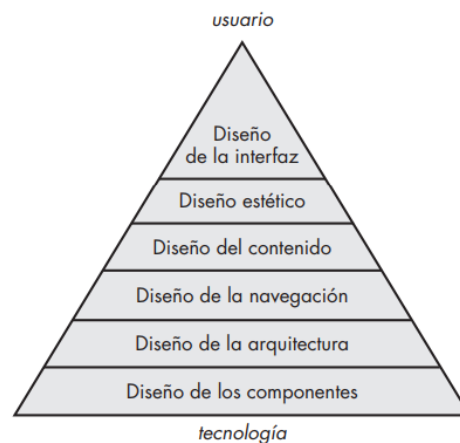 usuario
Diseño
de la interfaz
Diseño estético
Diseño del contenido
Diseño de la navegación
Diseño de la arquitectura
Diseño de los componentes
tecnología